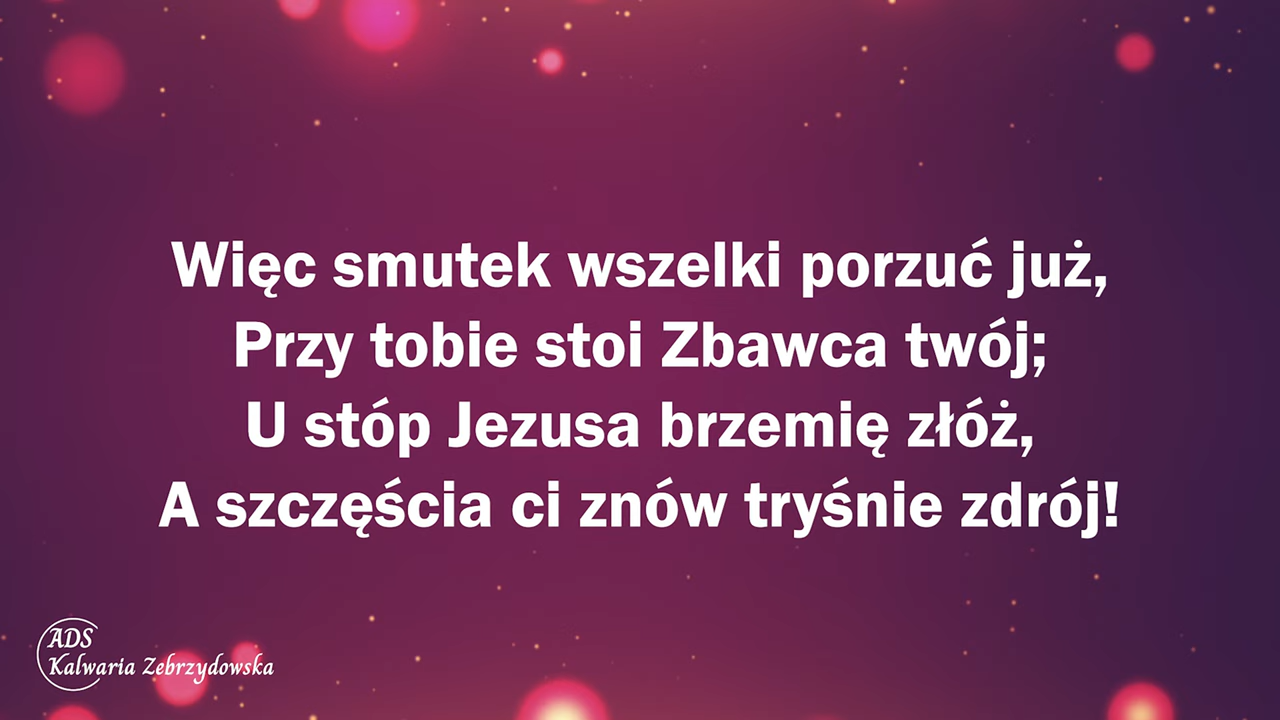 Więc smutek wszelki porzuć już,
Przy tobie stoi Zbawca twój;
U stóp Jezusa brzemię złóż,
A szczęścia ci znów tryśnie zdrój!
ADS
Kalwaria Zebrzydowska